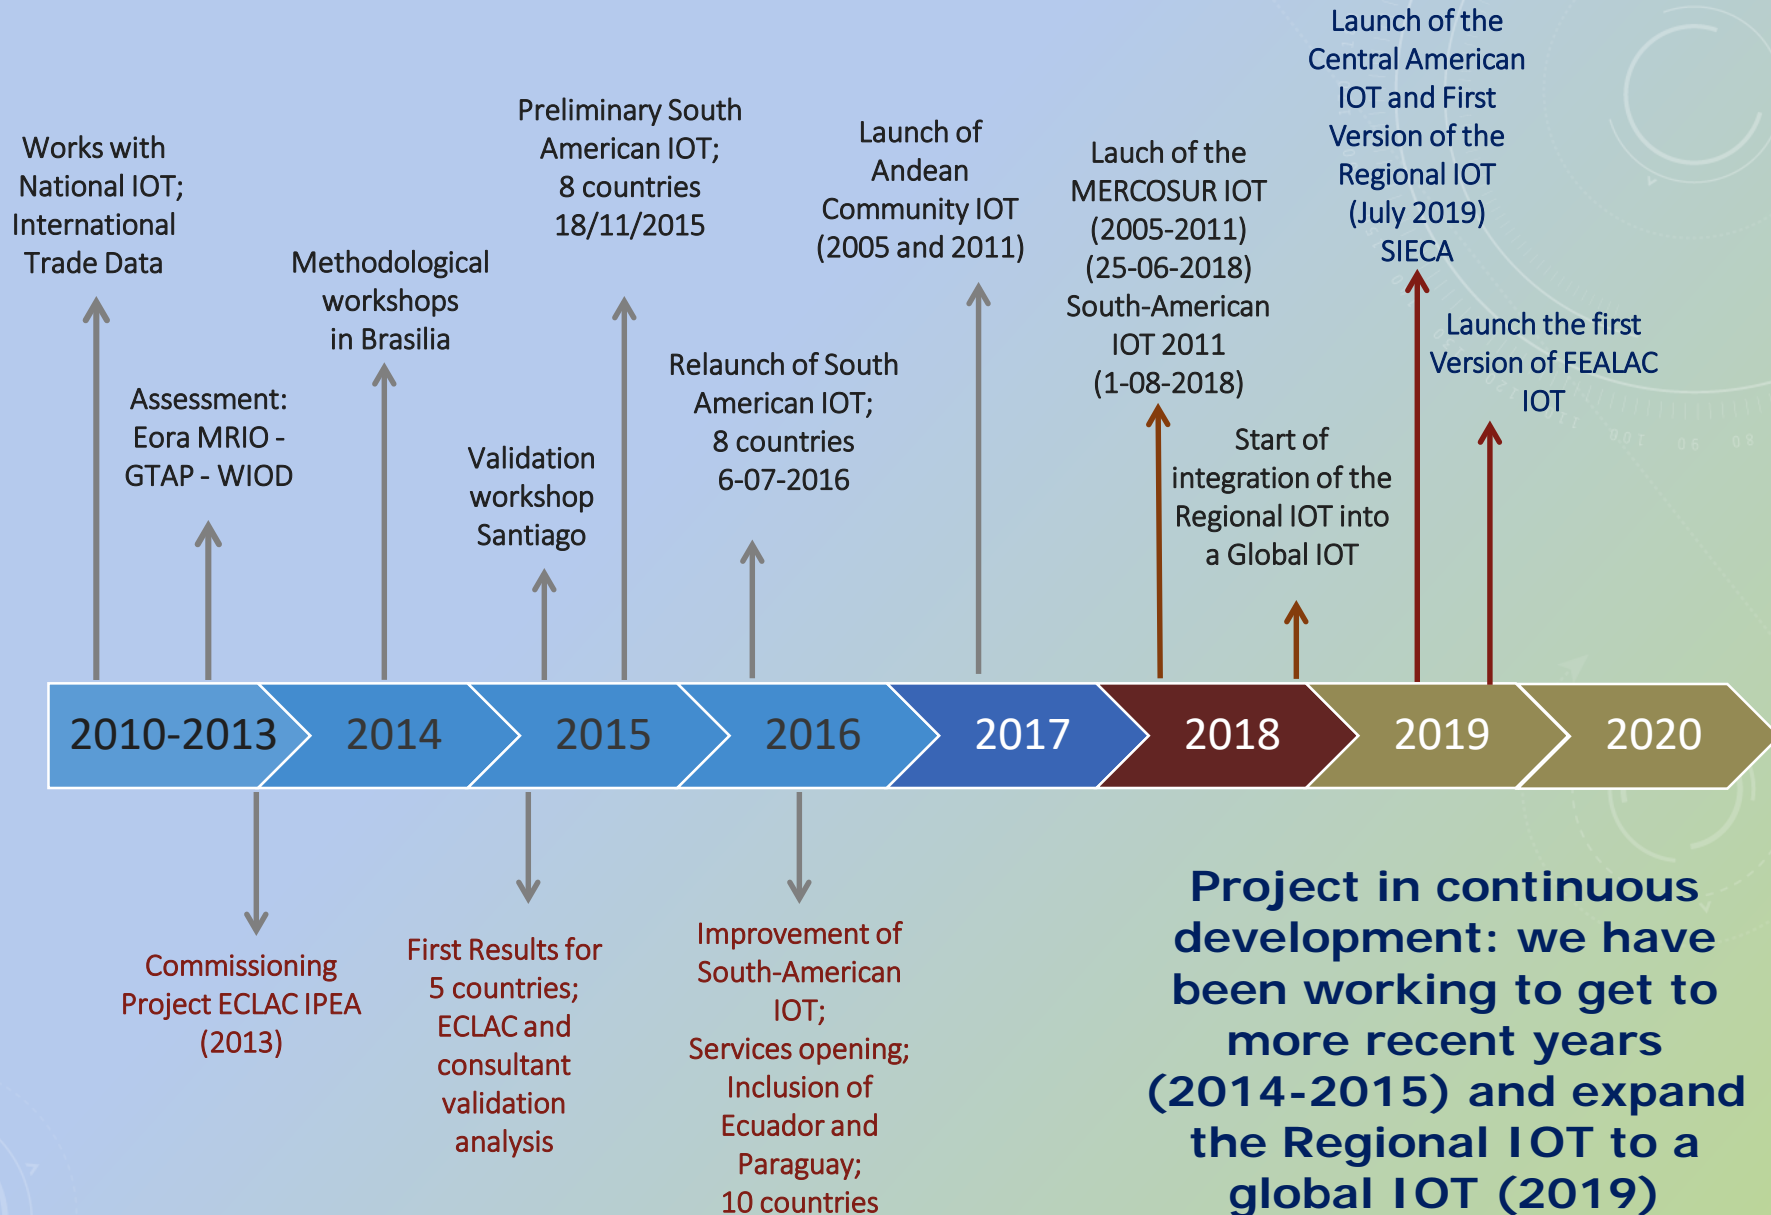 Works with
National IOT;
International
Trade Data
Assessment:
Eora MRIO -
GTAP - WIOD
Methodological
workshops
in Brasilia
Validation
workshop
Santiago
Preliminary South
American IOT;
8 countries
18/11/2015
Relaunch of South
American IOT;
8 countries
6-07-2016
Launch of
Andean
Community IOT
(2005 and 2011)
Lauch of the
MERCOSUR IOT
(2005-2011)
(25-06-2018)
South-American
IOT 2011
(1-08-2018)
Start of
integration of the
Regional IOT into
a Global IOT
Launch of the
Central American
IOT and First
Version of the
Regional IOT
(July 2019)
SIECA
Launch the first
Version of FEALAC
IOT
2010-2013
2014
2015
2016
2017
2018
2019
2020
Commissioning
Project ECLAC IPEA
(2013)
First Results for
5 countries;
ECLAC and
consultant
validation
analysis
Improvement of
South-American
IOT;
Services opening;
Inclusion of
Ecuador and
Paraguay;
10 countries
Project in continuous
development: we have
been working to get to
more recent years
(2014-2015) and expand
the Regional IOT to a
global IOT (2019)